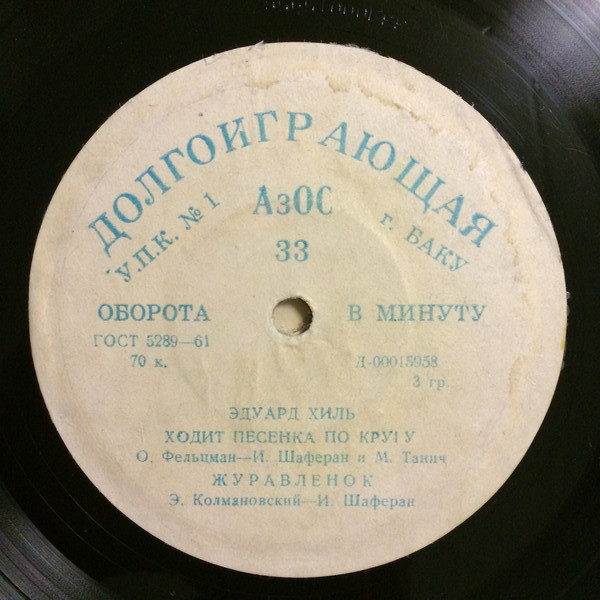 ДОЛГОИГРАЮЩАЯ
У.П.К. № 1 АзОС г. БАКУ
33
ОБОРОТА В МИНУТУ
ГОСТ 5289—61 Д-00015958
70 к. 3 гр.
ЭДУАРД ХИЛЬ
ХОДИТ ПЕСЕНКА ПО КРУГУ
О. Фельцман—И. Шаферан и М. Танич
ЖУРАВЛЕНОК
Э. Колмановский—И. Шаферан